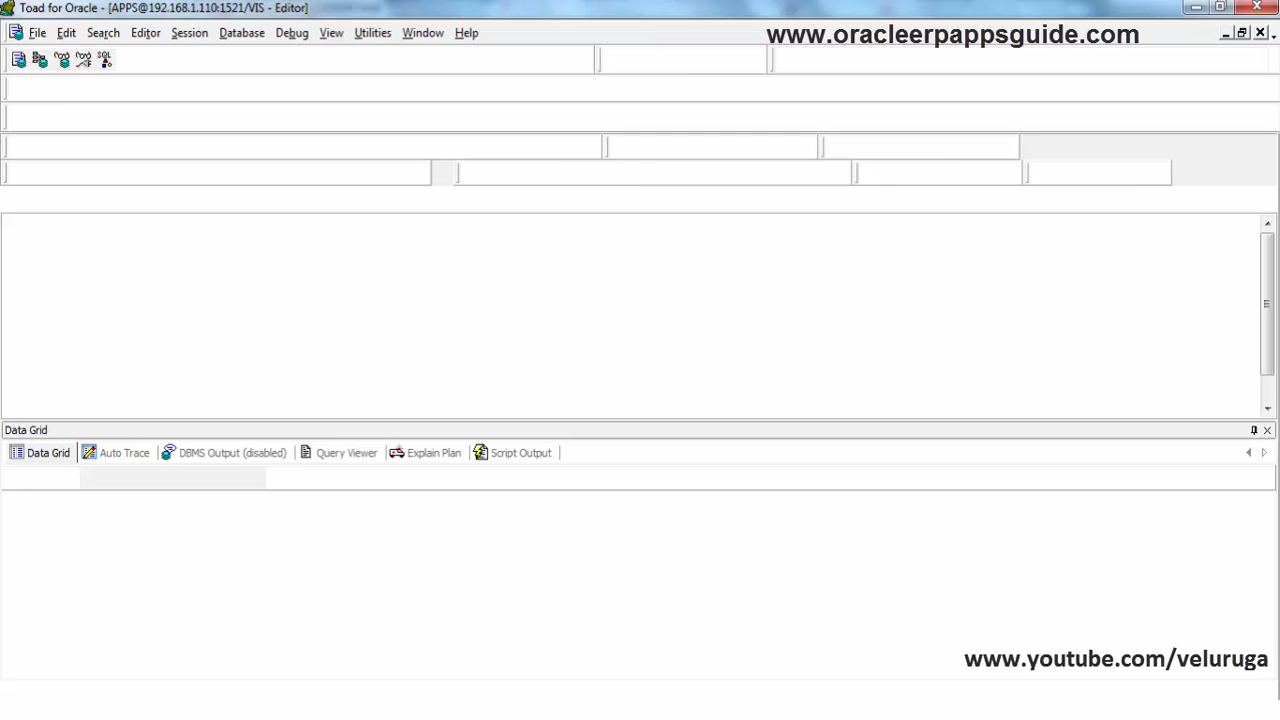 Toad for Oracle - [APPS@192.168.1.110:1521/VIS - Editor]
File Edit Search Editor Session Database Debug View Utilities Window Help
www.oracleerpappsguide.com
SQL
Data Grid
Data Grid Auto Trace DBMS Output (disabled) Query Viewer Explain Plan Script Output
www.youtube.com/veluruga